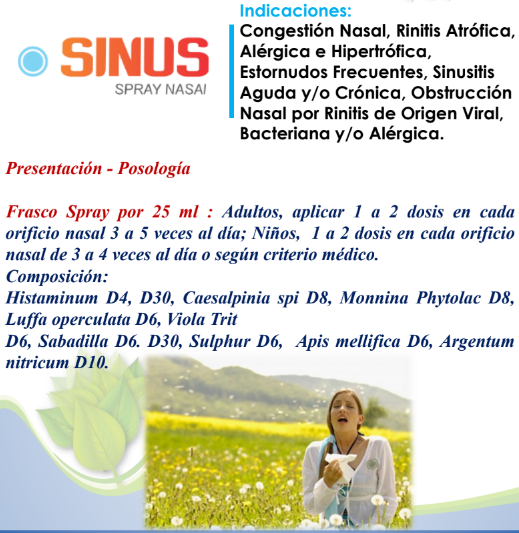 SINUS
SPRAY NASAL
Indicaciones:
Congestión Nasal, Rinitis Atrófica,
Alérgica e Hipertrófica,
Estornudos Frecuentes, Sinusitis
Aguda y/o Crónica, Obstrucción
Nasal por Rinitis de Origen Viral,
Bacteriana y/o Alérgica.
Presentación - Posología
Frasco Spray por 25 ml : Adultos, aplicar 1 a 2 dosis en cada
orificio nasal 3 a 5 veces al día; Niños, 1 a 2 dosis en cada orificio
nasal de 3 a 4 veces al día o según criterio médico.
Composición:
Histaminum D4, D30, Caesalpinia spi D8, Monnina Phytolac D8,
Luffa operculata D6, Viola Trit
D6, Sabadilla D6. D30, Sulphur D6, Apis mellifica D6, Argentum
nitricum D10.